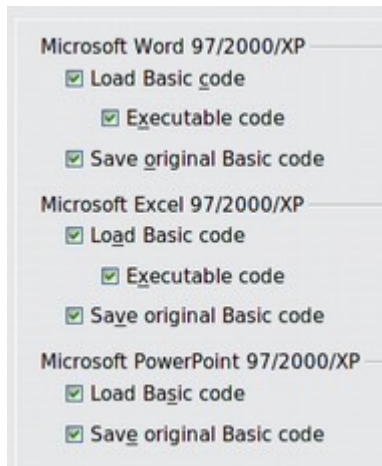 Microsoft Word 97/2000/XP
Load Basic code
Executable code
Save original Basic code
Microsoft Excel 97/2000/XP
Load Basic code
Executable code
Save original Basic code
Microsoft PowerPoint 97/2000/XP
Load Basic code
Save original Basic code